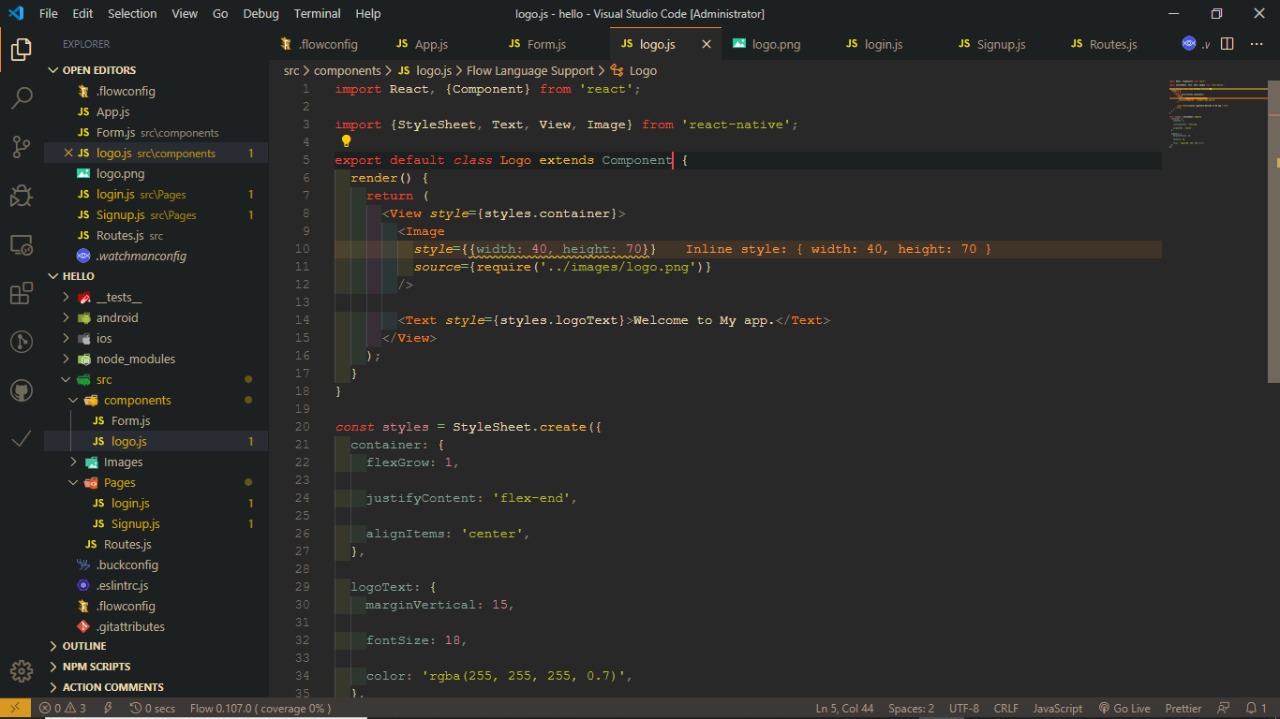 File Edit Selection View Go Debug Terminal Help
logo.js - hello - Visual Studio Code [Administrator]
EXPLORER
OPEN EDITORS
.flowconfig
App.js
Form.js src\components
logo.js src\components 1
logo.png
login.js src\Pages 1
Signup.js src\Pages 1
Routes.js src
.watchmanconfig
HELLO
__tests__
android
ios
node_modules
src
components
Form.js
logo.js 1
Images
Pages
login.js 1
Signup.js 1
Routes.js
.buckconfig
.eslintrc.js
.flowconfig
.gitattributes
OUTLINE
NPM SCRIPTS
ACTION COMMENTS
.flowconfig JS App.js JS Form.js JS logo.js logo.png JS login.js JS Signup.js JS Routes.js .v
src > components > JS logo.js > Flow Language Support > Logo
1 import React, {Component} from 'react';
2
3 import {StyleSheet, Text, View, Image} from 'react-native';
4
5 export default class Logo extends Component {
6 render() {
7 return (
8 <View style={styles.container}>
9 <Image
10 style={{width: 40, height: 70}} Inline style: { width: 40, height: 70 }
11 source={require('../images/logo.png')}
12 />
13
14 <Text style={styles.logoText}>Welcome to My app.</Text>
15 </View>
16 );
17 }
18 }
19
20 const styles = StyleSheet.create({
21 container: {
22 flexGrow: 1,
23
24 justifyContent: 'flex-end',
25
26 alignItems: 'center',
27 },
28
29 logoText: {
30 marginVertical: 15,
31
32 fontSize: 18,
33
34 color: 'rgba(255, 255, 255, 0.7)',
35 },
0 3 0 secs Flow 0.107.0 ( coverage 0% ) Ln 5, Col 44 Spaces: 2 UTF-8 CRLF JavaScript Go Live Prettier 1